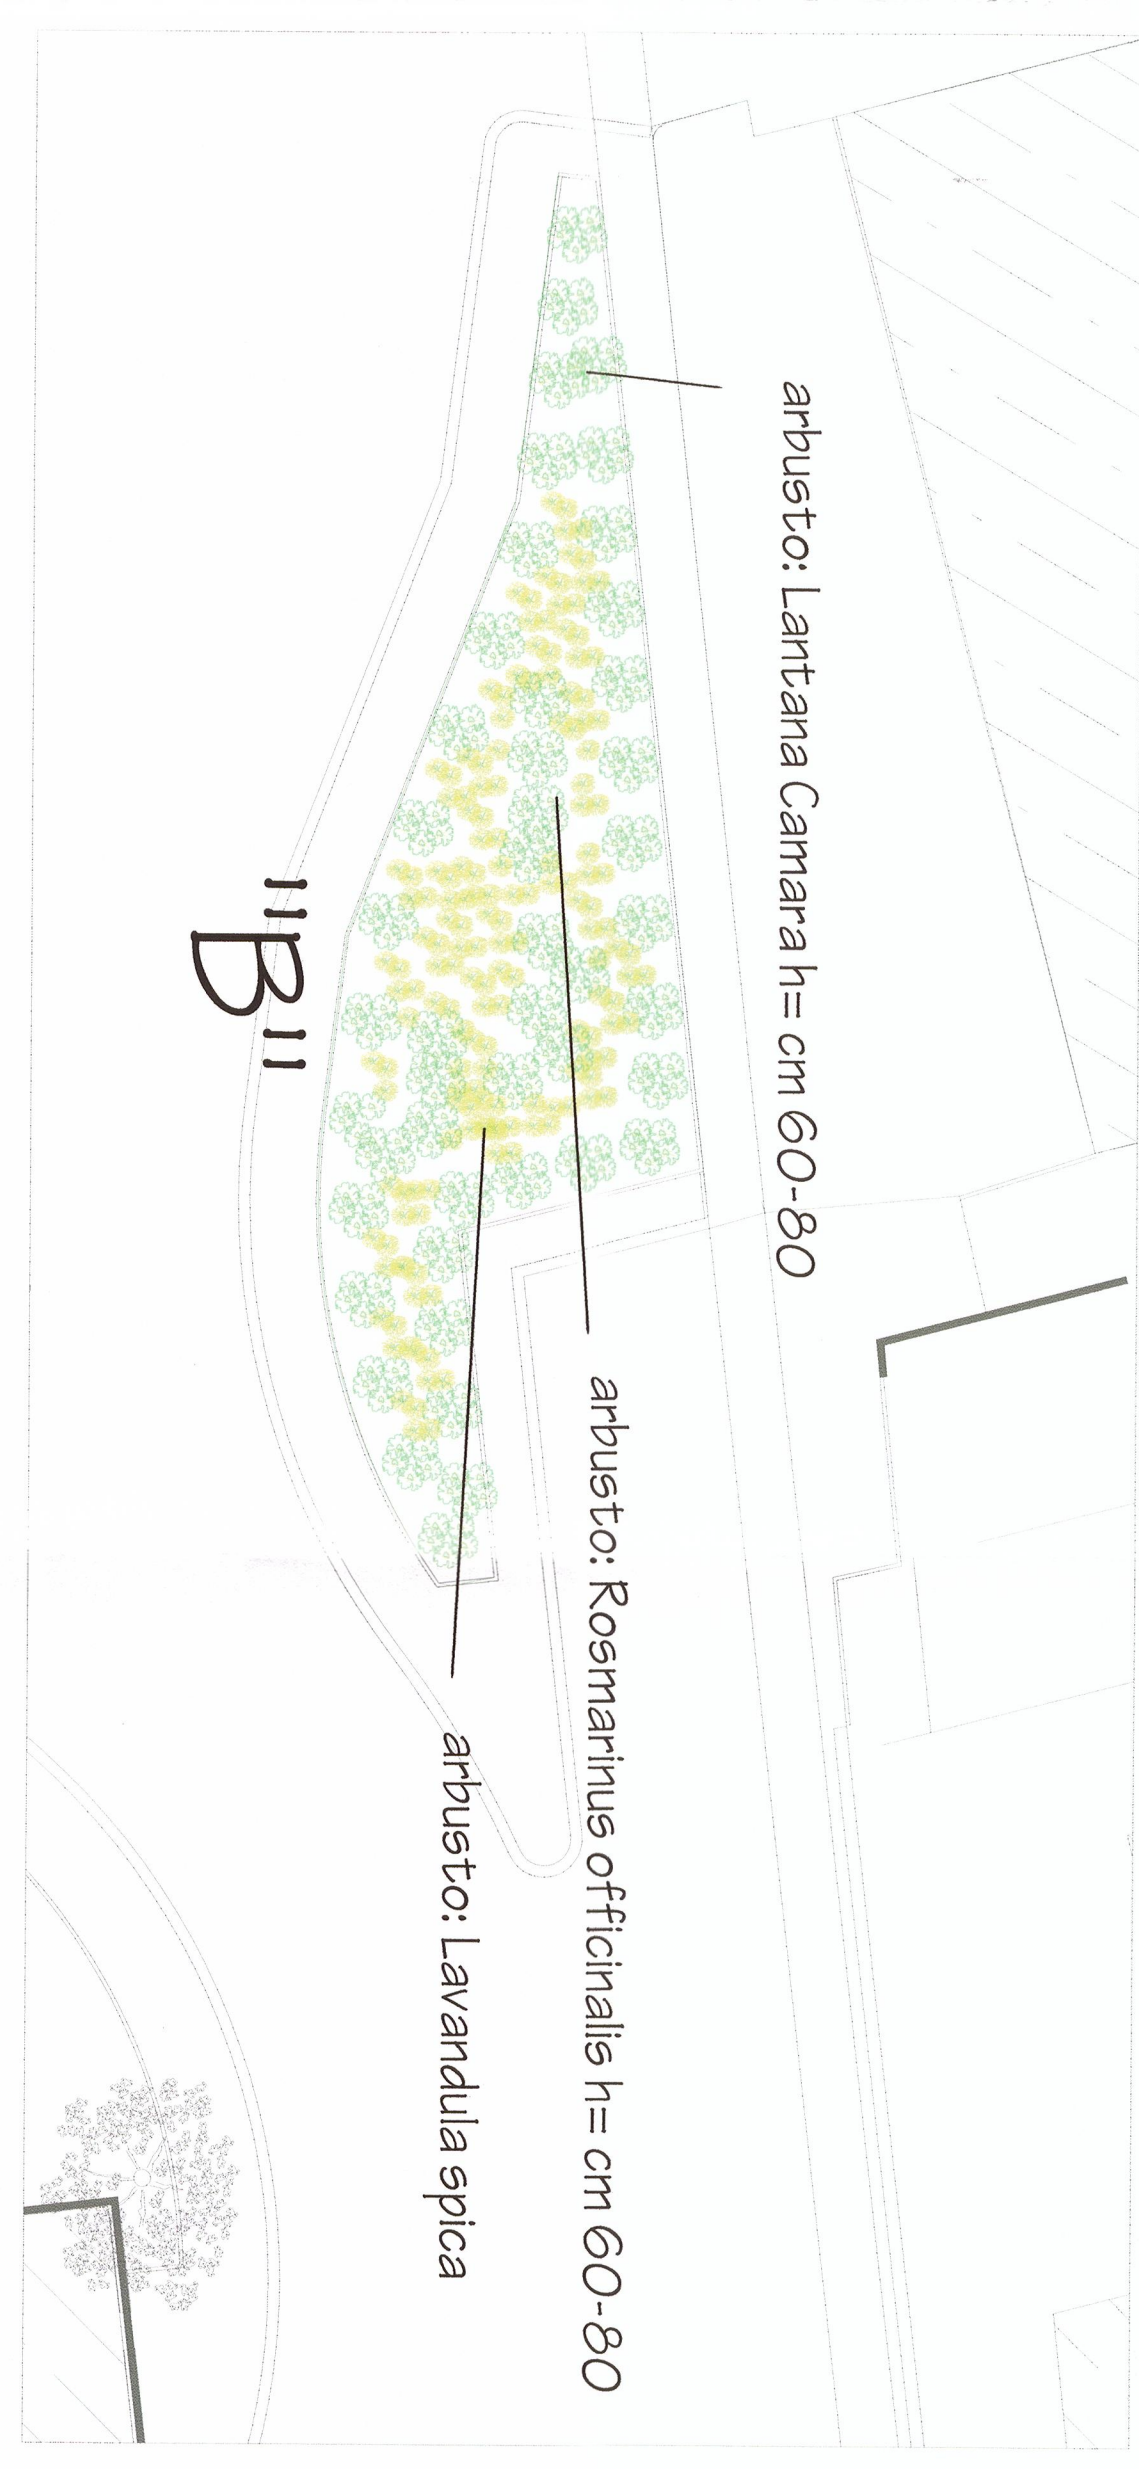 arbusto: Lantana Camara h= cm 60-80
arbusto: Rosmarinus officinalis h= cm 60-80
arbusto: Lavandula spica
"B"